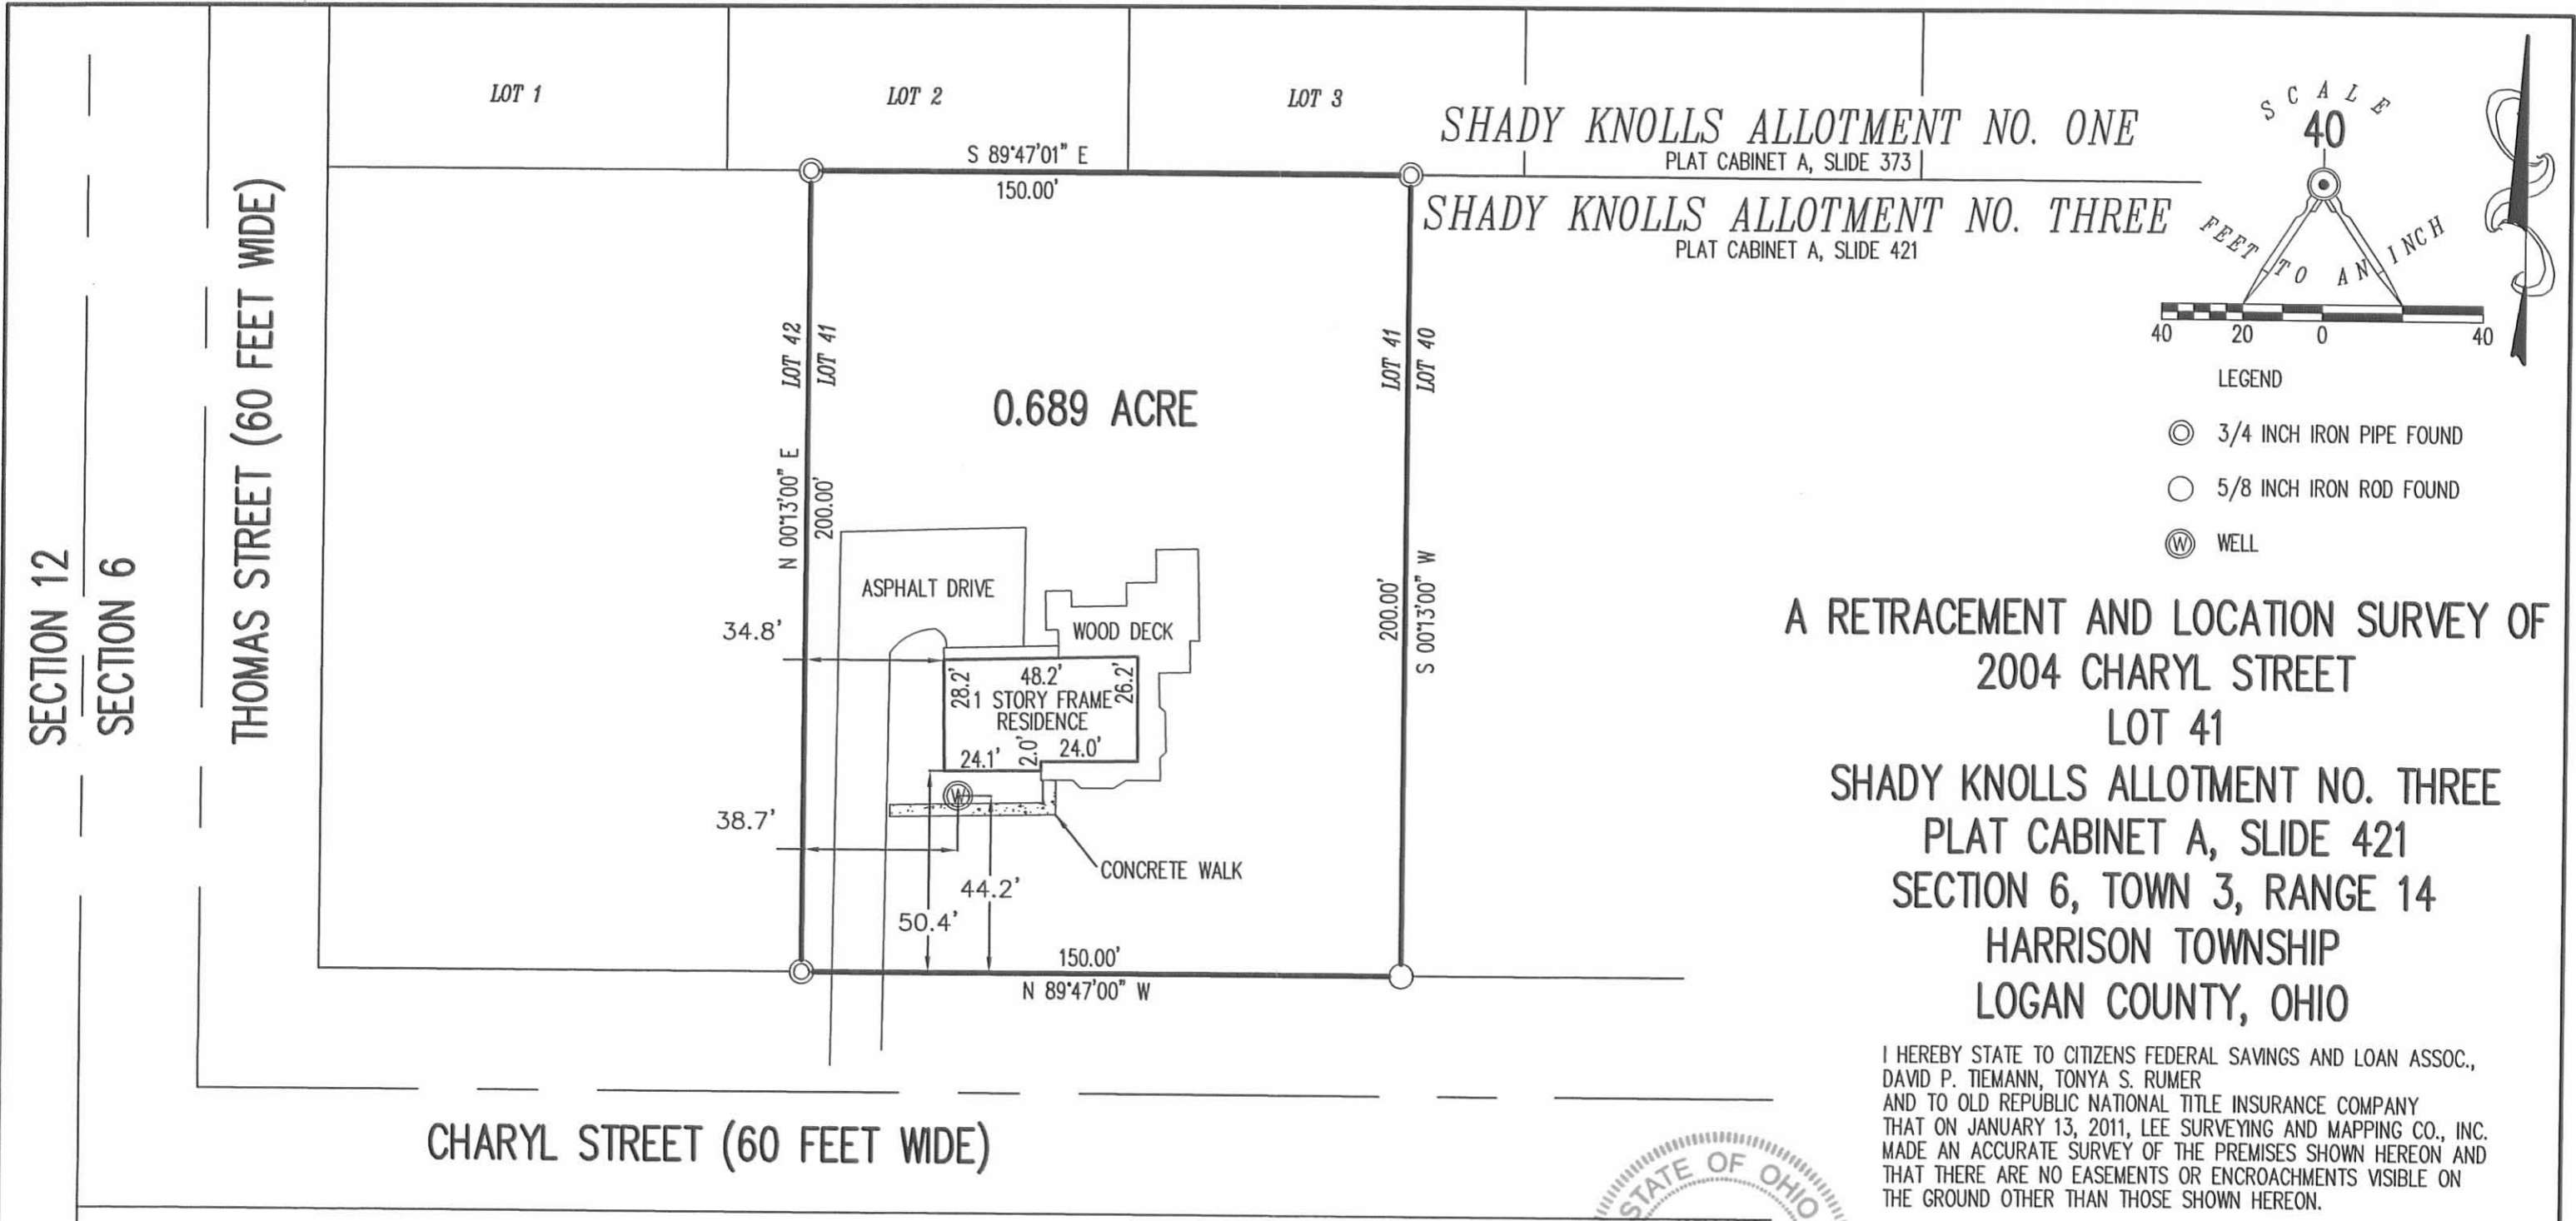 LOT 1
LOT 2
LOT 3
SHADY KNOLLS ALLOTMENT NO. ONE
PLAT CABINET A, SLIDE 373
SHADY KNOLLS ALLOTMENT NO. THREE
PLAT CABINET A, SLIDE 421
S 89°47'01" E
150.00'
SCALE
40
FEET TO AN INCH
40 20 0 40
LEGEND
3/4 INCH IRON PIPE FOUND
5/8 INCH IRON ROD FOUND
W WELL
SECTION 12
SECTION 6
THOMAS STREET (60 FEET WIDE)
LOT 42
LOT 41
LOT 41
LOT 40
0.689 ACRE
N 00°13'00" E
200.00'
200.00'
S 00°13'00" W
ASPHALT DRIVE
WOOD DECK
34.8'
48.2'
28.2'
26.2'
1 STORY FRAME
RESIDENCE
24.1'
2.0'
24.0'
W
38.7'
CONCRETE WALK
44.2'
50.4'
150.00'
N 89°47'00" W
CHARYL STREET (60 FEET WIDE)
A RETRACEMENT AND LOCATION SURVEY OF
2004 CHARYL STREET
LOT 41
SHADY KNOLLS ALLOTMENT NO. THREE
PLAT CABINET A, SLIDE 421
SECTION 6, TOWN 3, RANGE 14
HARRISON TOWNSHIP
LOGAN COUNTY, OHIO
I HEREBY STATE TO CITIZENS FEDERAL SAVINGS AND LOAN ASSOC.,
DAVID P. TIEMANN, TONYA S. RUMER
AND TO OLD REPUBLIC NATIONAL TITLE INSURANCE COMPANY
THAT ON JANUARY 13, 2011, LEE SURVEYING AND MAPPING CO., INC.
MADE AN ACCURATE SURVEY OF THE PREMISES SHOWN HEREON AND
THAT THERE ARE NO EASEMENTS OR ENCROACHMENTS VISIBLE ON
THE GROUND OTHER THAN THOSE SHOWN HEREON.
STATE OF OHIO